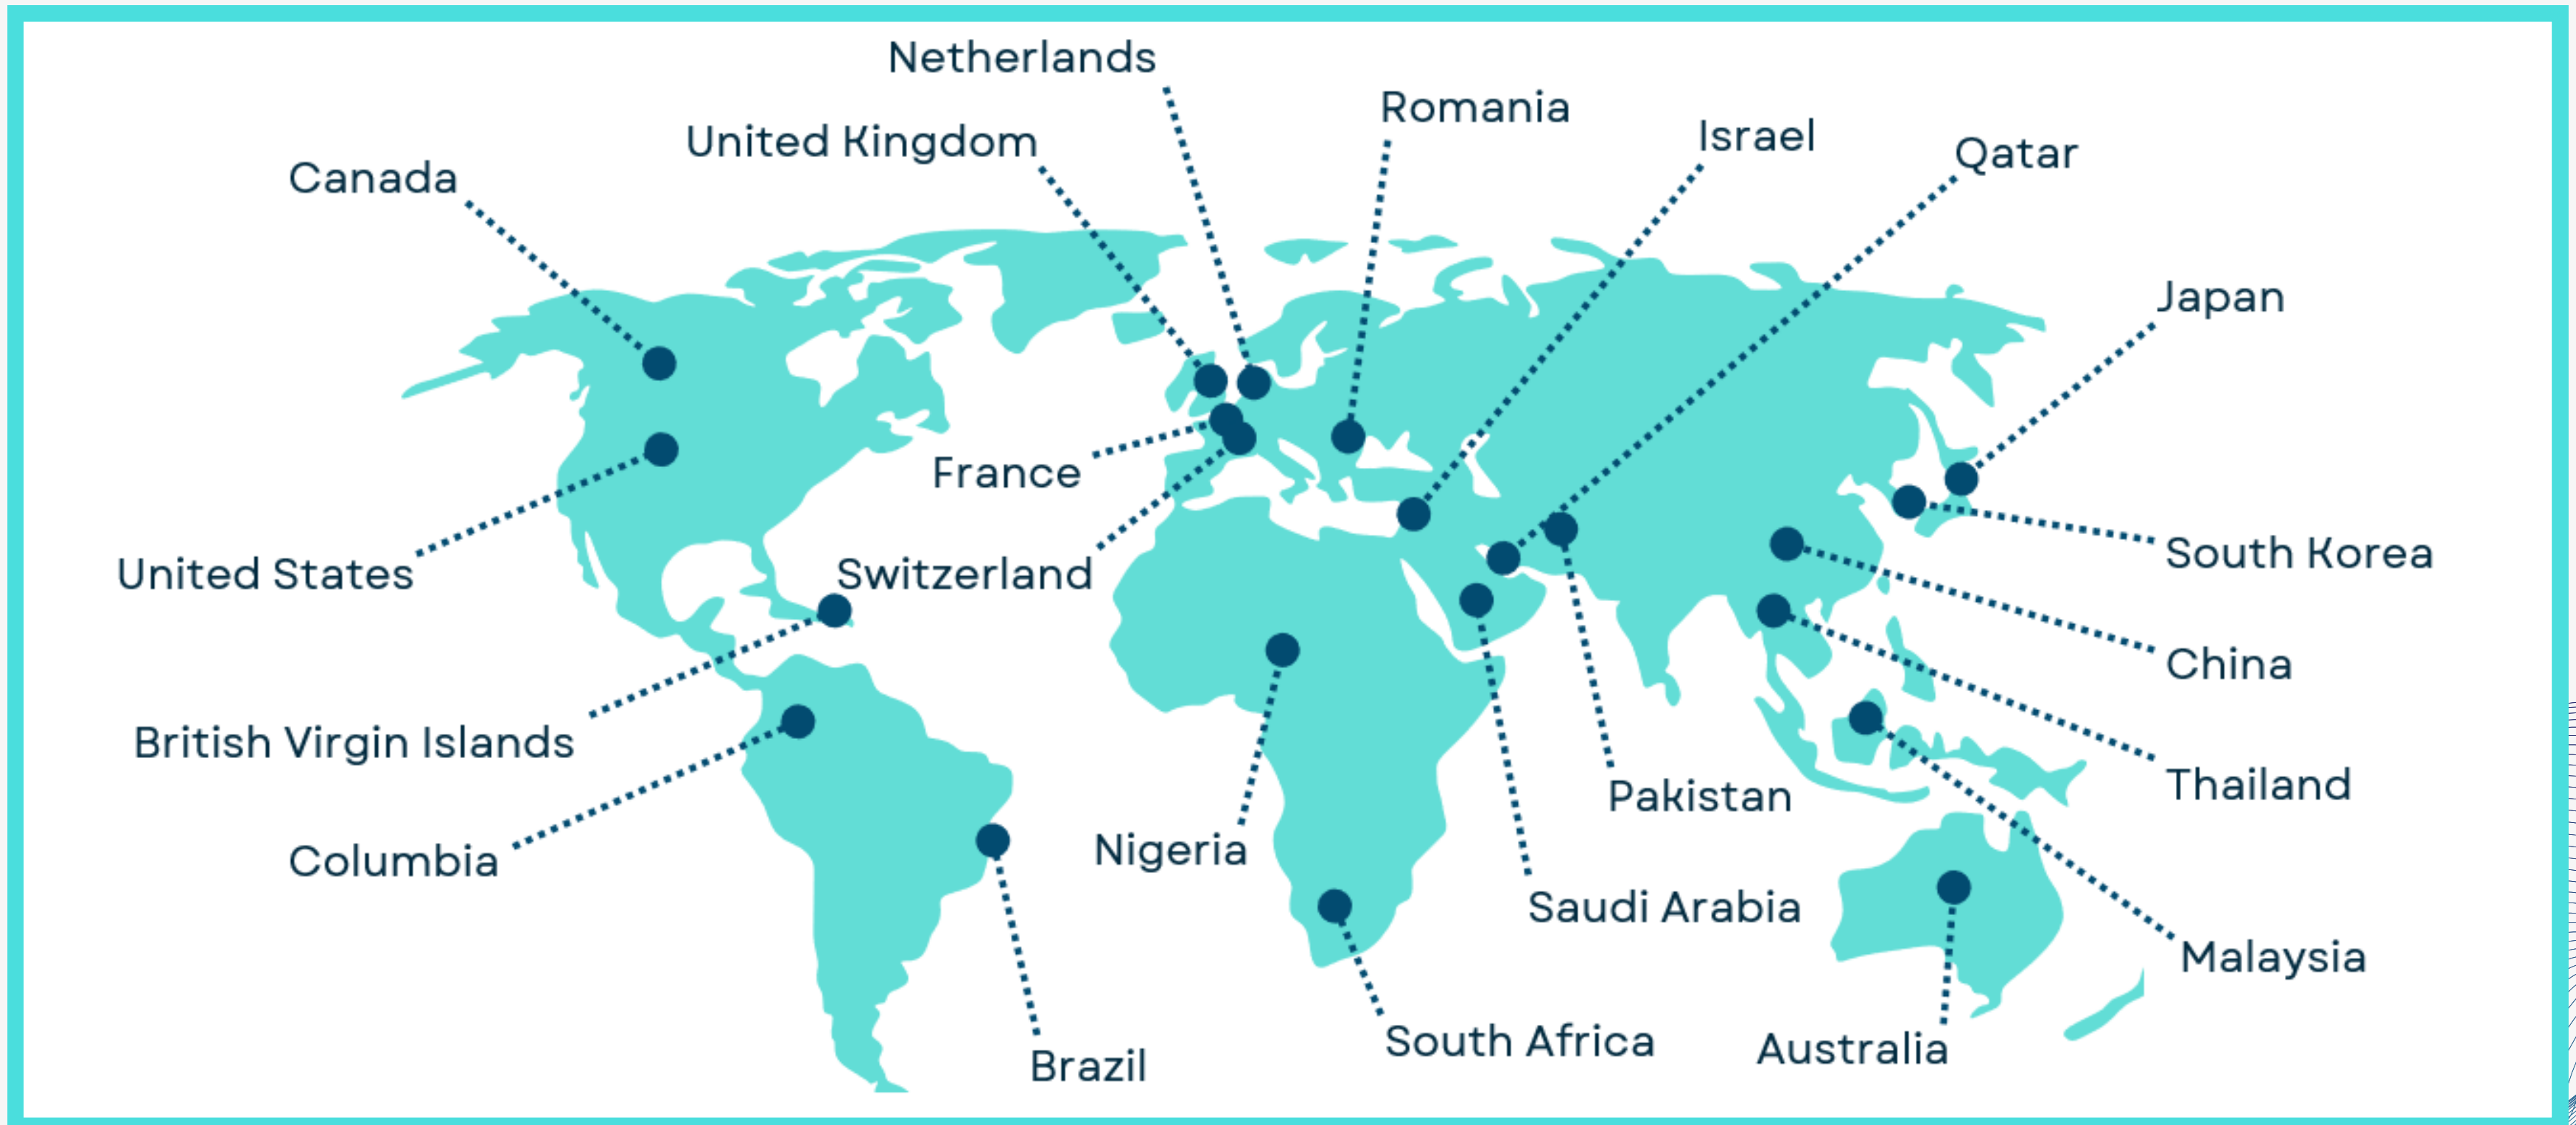 Netherlands
Romania
Israel
United Kingdom
Qatar
Canada
Japan
France
South Korea
United States
Switzerland
China
British Virgin Islands
Thailand
Pakistan
Nigeria
Columbia
Saudi Arabia
Malaysia
South Africa
Australia
Brazil